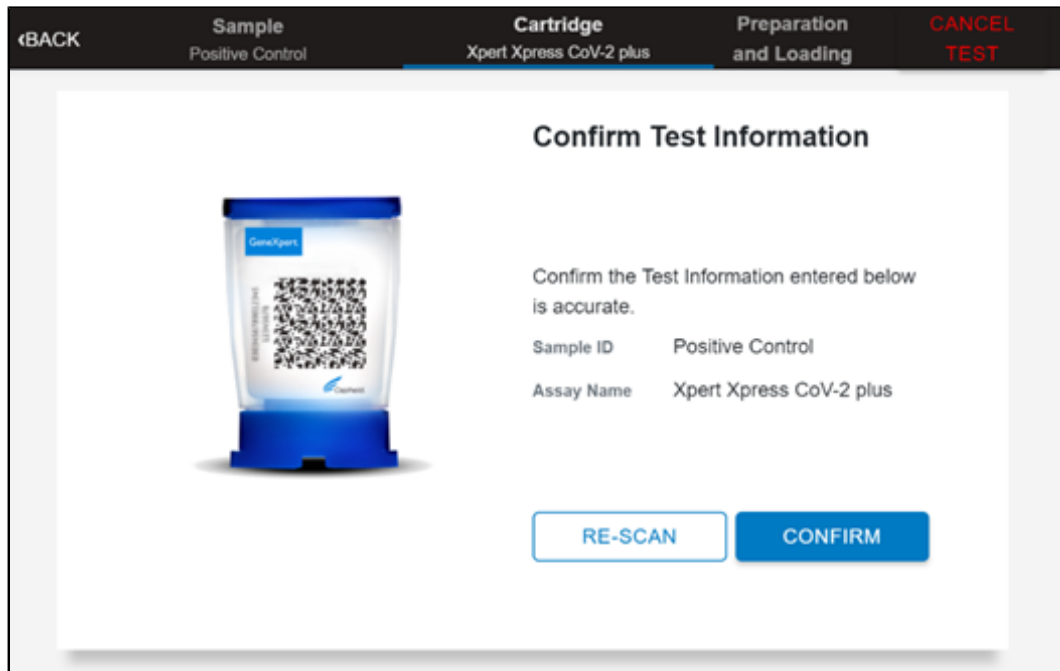 ‹BACK
Sample
Positive Control
Cartridge
Xpert Xpress CoV-2 plus
Preparation
and Loading
CANCEL
TEST
Confirm Test Information
GeneXpert
Cepheid
Confirm the Test Information entered below
is accurate.
Sample ID Positive Control
Assay Name Xpert Xpress CoV-2 plus
RE-SCAN
CONFIRM